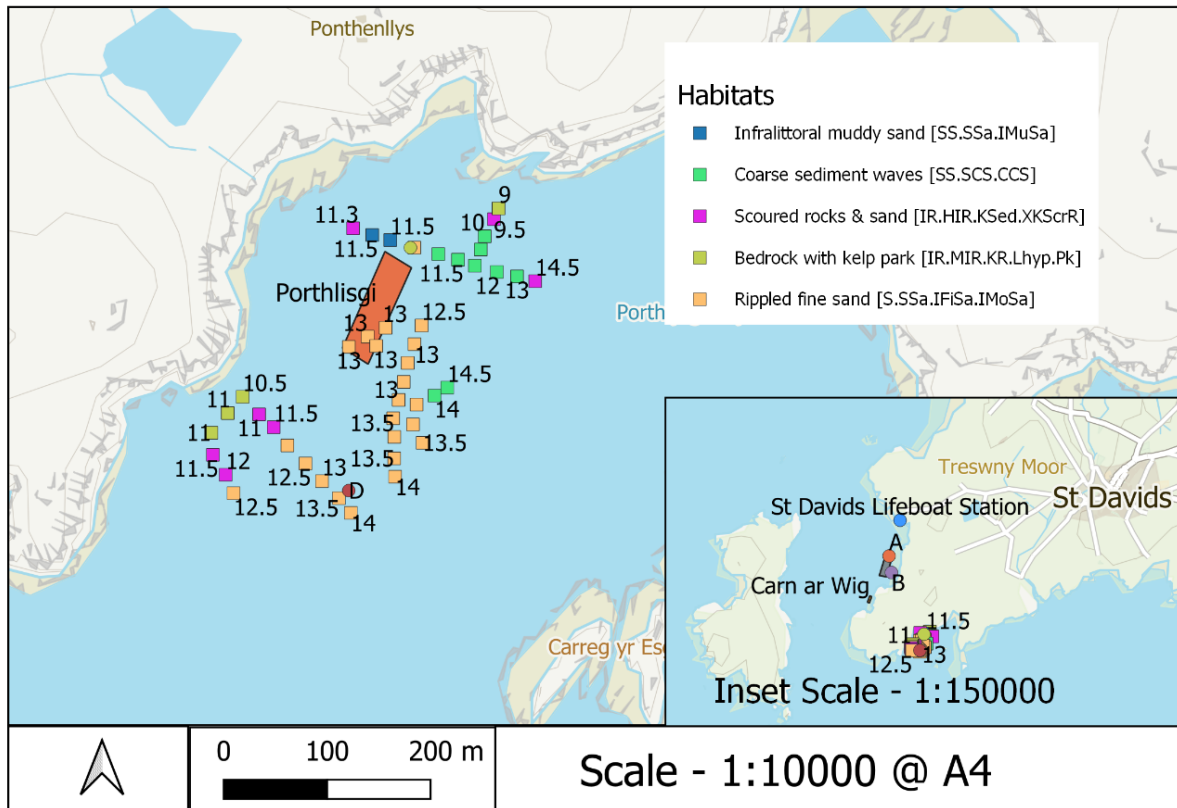 Ponthenllys
Habitats
Infralittoral muddy sand [SS.SSa.IMuSa]
Coarse sediment waves [SS.SCS.CCS]
Scoured rocks & sand [IR.HIR.KSed.XKScrR]
Bedrock with kelp park [IR.MIR.KR.Lhyp.Pk]
Rippled fine sand [S.SSa.IFiSa.IMoSa]
9
11.3
11.5
10
9.5
11.5
11.5
12
13
14.5
Porthlisgi
Porth
13
13
12.5
13
13
13
14.5
13
14
10.5
11
11
11.5
11
13.5
13.5
11.5
12
12.5
13
13.5
14
12.5
D
13.5
14
Carreg yr Es
Treswny Moor
St Davids
St Davids Lifeboat Station
A
B
Carn ar Wig
11
11.5
12.5
13
Inset Scale - 1:150000
0 100 200 m
Scale - 1:10000 @ A4